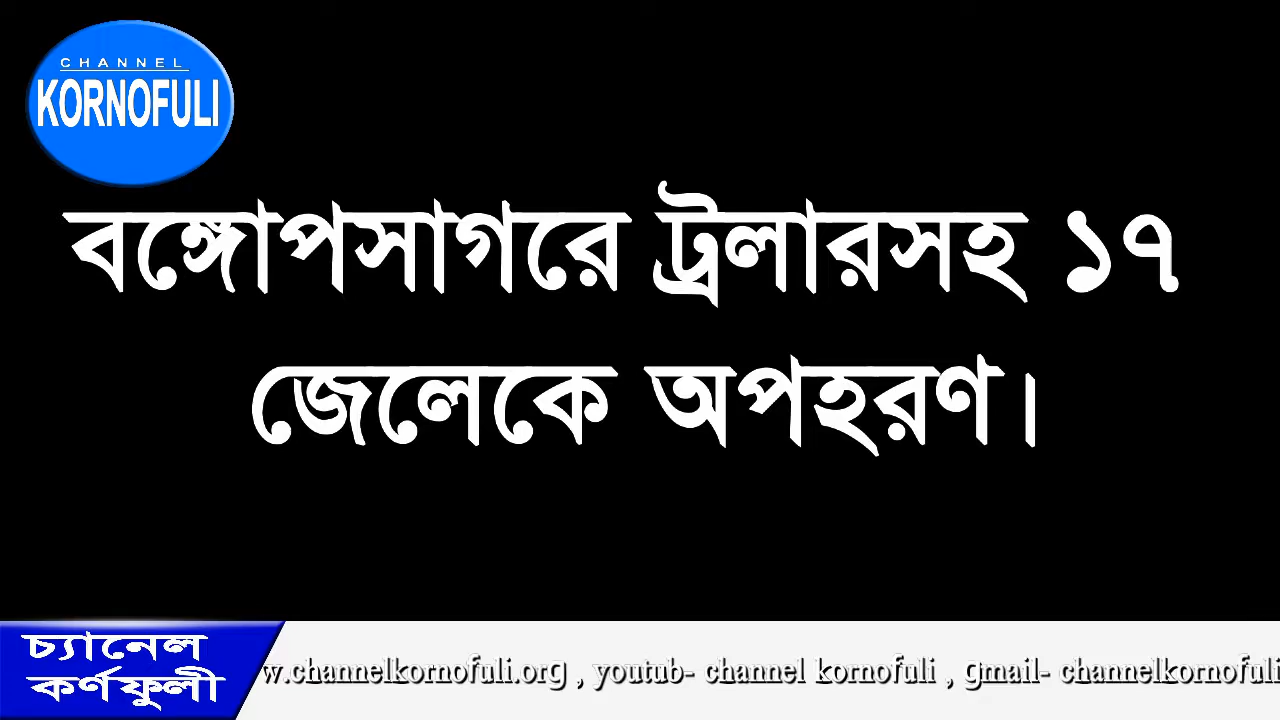 CHANNEL
KORNOFULI
বঙ্গোপসাগরে ট্রলারসহ ১৭
জেলেকে অপহরণ।
চ্যানেল
কর্ণফুলী
w.channelkornofuli.org , youtub- channel kornofuli , gmail- channelkornofuli